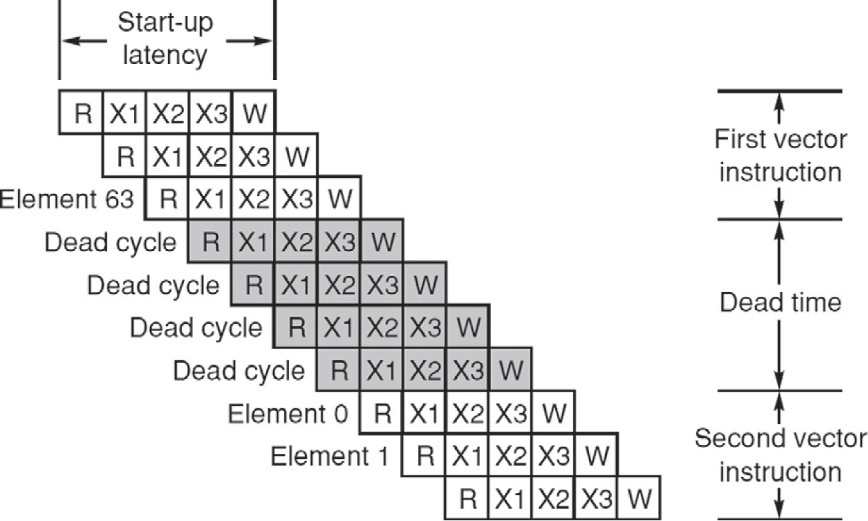 Start-up
latency
R X1 X2 X3 W
R X1 X2 X3 W
First vector
instruction
Element 63 R X1 X2 X3 W
Dead cycle R X1 X2 X3 W
Dead cycle R X1 X2 X3 W
Dead time
Dead cycle R X1 X2 X3 W
Dead cycle R X1 X2 X3 W
Element 0 R X1 X2 X3 W
Element 1 R X1 X2 X3 W
Second vector
instruction
R X1 X2 X3 W